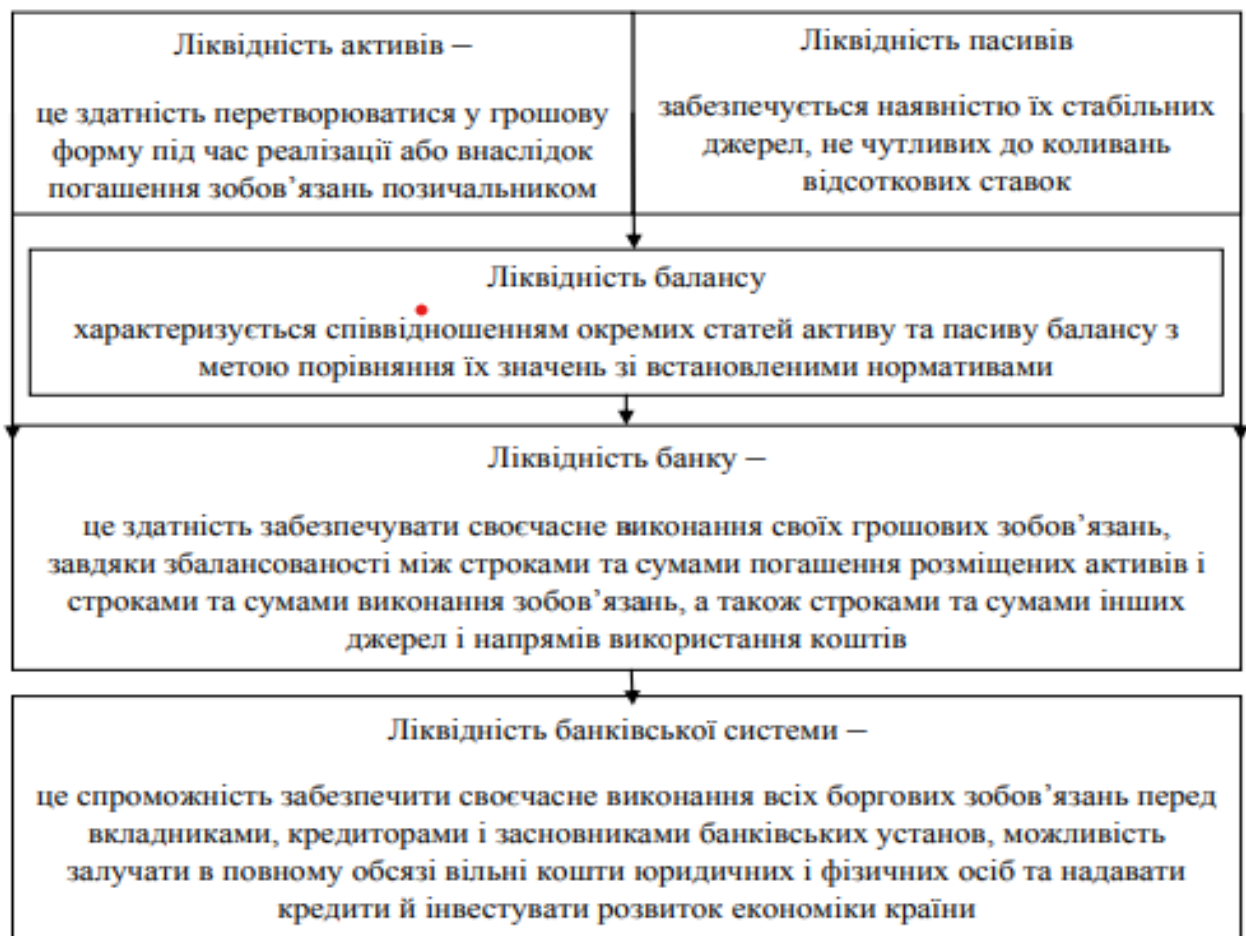 Ліквідність активів —
це здатність перетворюватися у грошову
форму під час реалізації або внаслідок
погашення зобов’язань позичальником
Ліквідність пасивів
забезпечується наявністю їх стабільних
джерел, не чутливих до коливань
відсоткових ставок
Ліквідність балансу
характеризується співвідношенням окремих статей активу та пасиву балансу з
метою порівняння їх значень зі встановленими нормативами
Ліквідність банку —
це здатність забезпечувати своєчасне виконання своїх грошових зобов’язань,
завдяки збалансованості між строками та сумами погашення розміщених активів і
строками та сумами виконання зобов’язань, а також строками та сумами інших
джерел і напрямів використання коштів
Ліквідність банківської системи —
це спроможність забезпечити своєчасне виконання всіх боргових зобов’язань перед
вкладниками, кредиторами і засновниками банківських установ, можливість
залучати в повному обсязі вільні кошти юридичних і фізичних осіб та надавати
кредити й інвестувати розвиток економіки країни